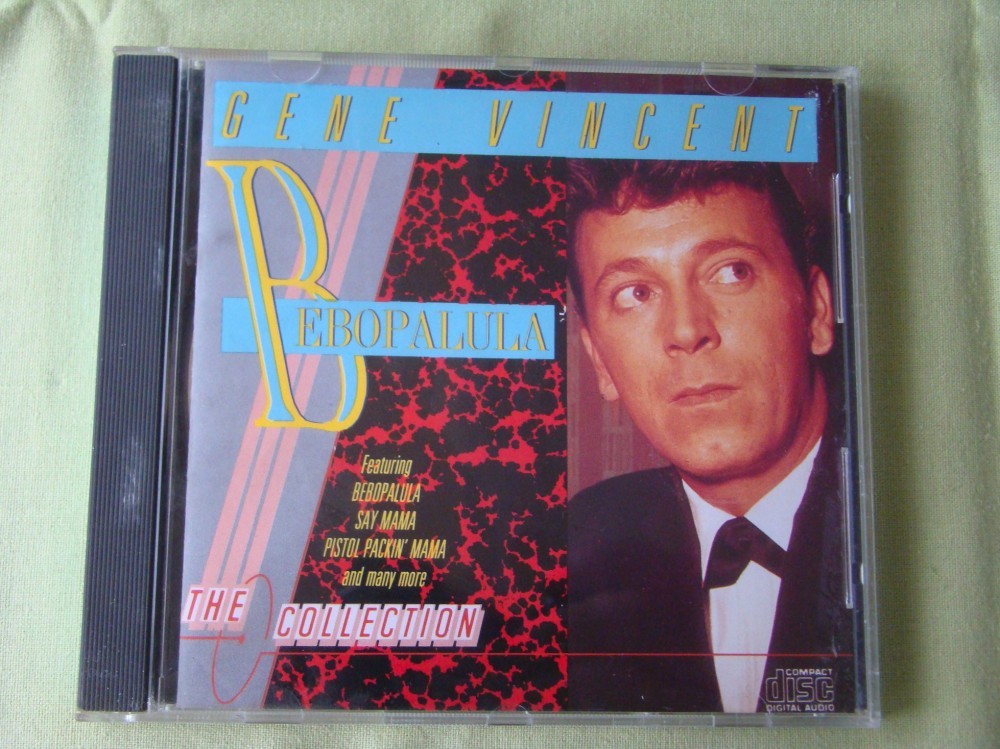 GENE VINCENT
BEBOPALULA
Featuring
BEBOPALULA
SAY MAMA
PISTOL PACKIN' MAMA
and many more
THE COLLECTION
COMPACT
disc
DIGITAL AUDIO